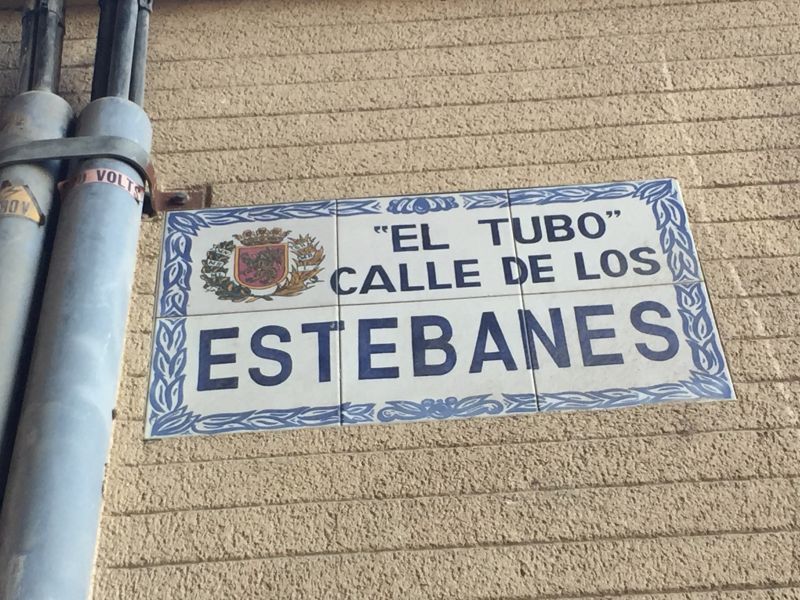 "EL TUBO"
CALLE DE LOS
ESTEBANES
VOLTS